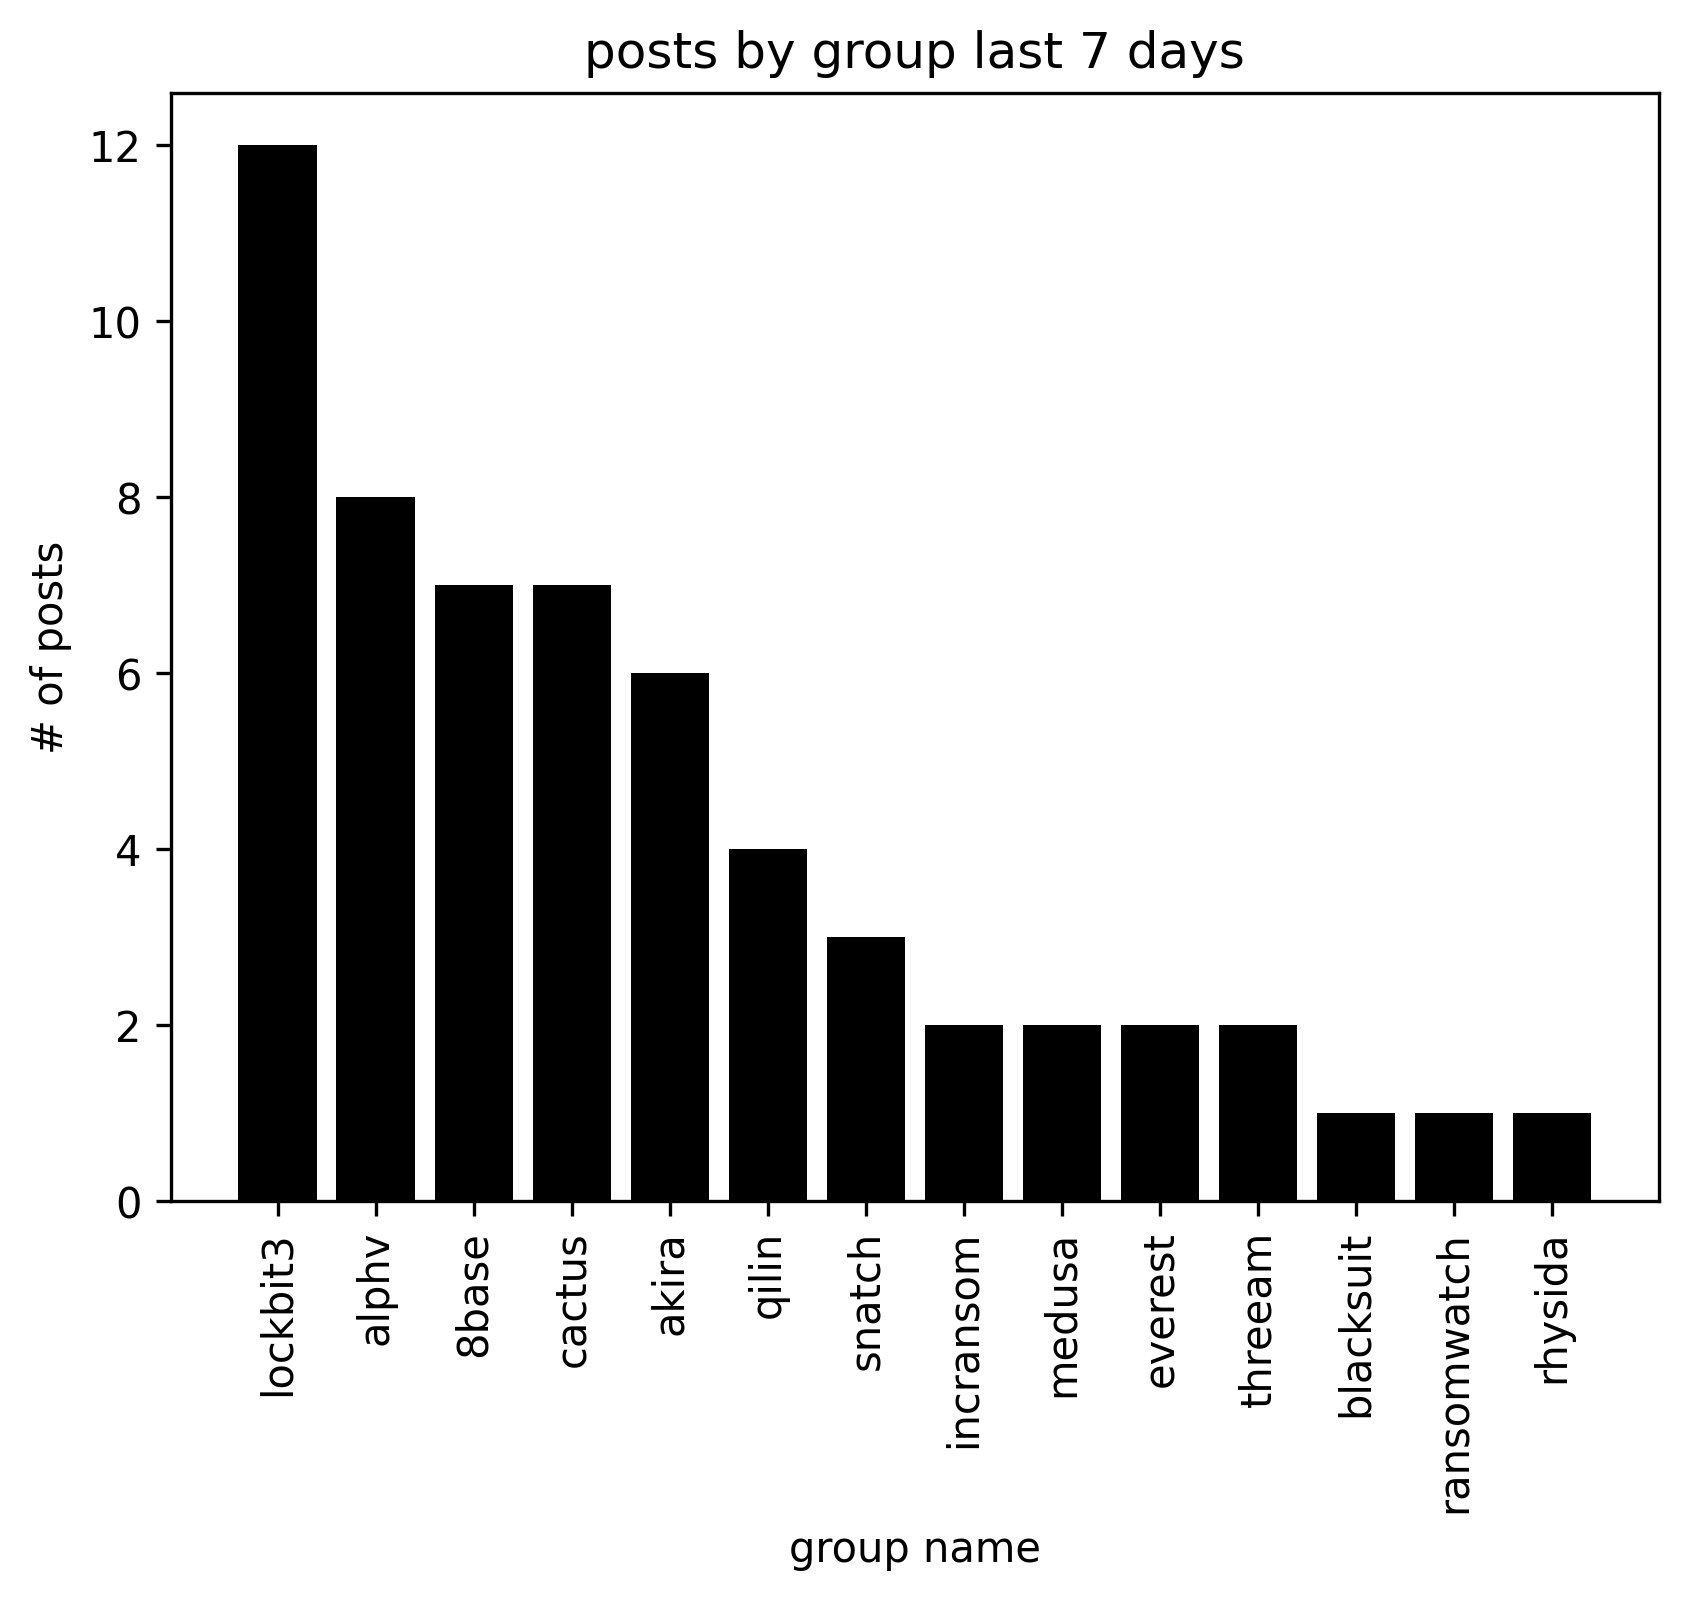 posts by group last 7 days
12
10
8
6
4
2
0
# of posts
lockbit3
alphv
8base
cactus
akira
qilin
snatch
incransom
medusa
everest
threeam
blacksuit
ransomwatch
rhysida
group name